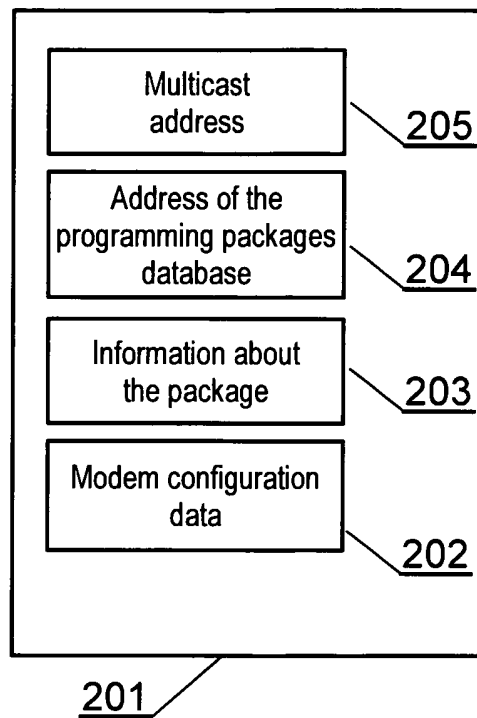 Multicast
address
205
Address of the
programming packages
database
204
Information about
the package
203
Modem configuration
data
202
201